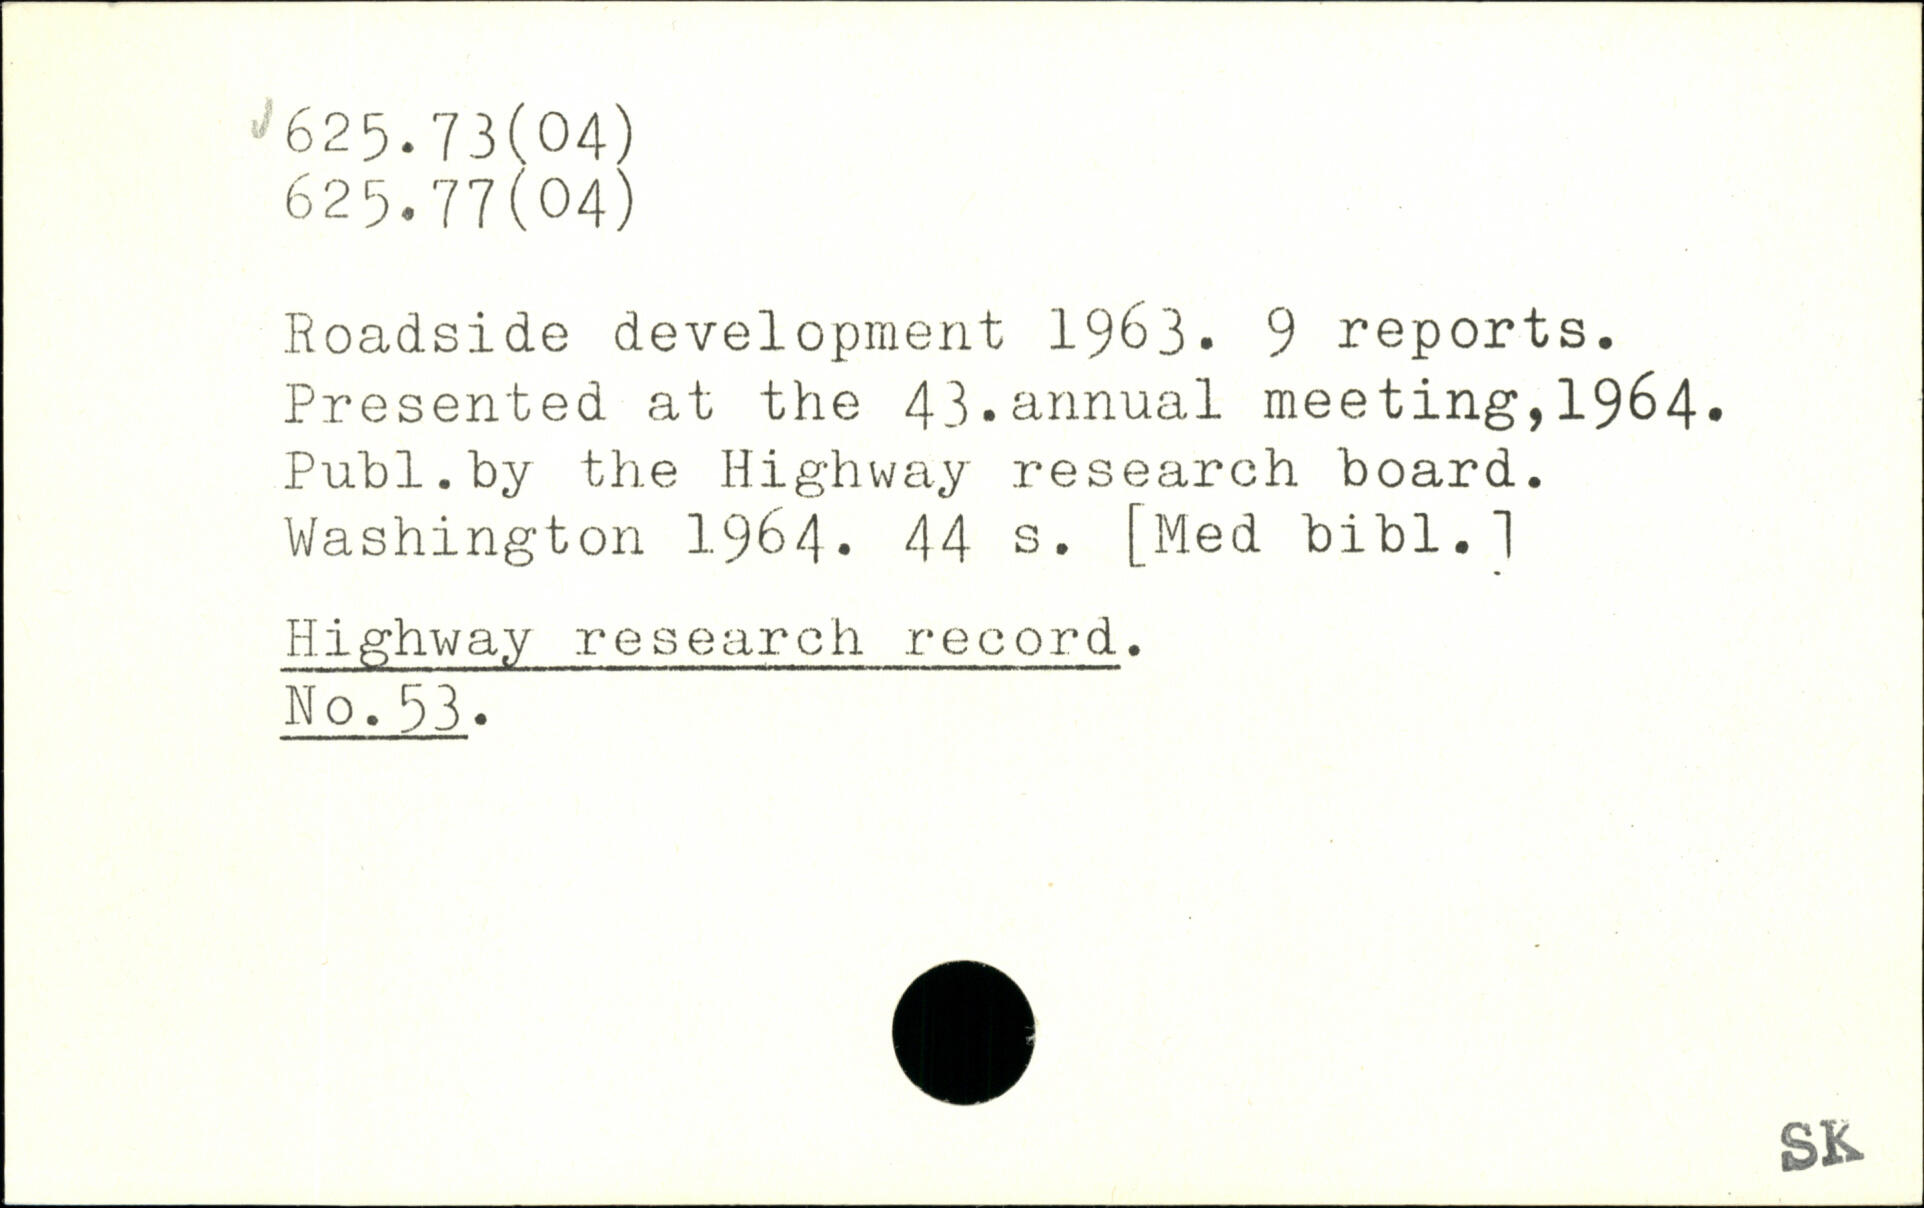 625.73(04)
625.77(04)
Roadside development 1963. 9 reports.
Presented at the 43.annual meeting,1964.
Publ.by the Highway research board.
Washington 1964. 44 s. [Med bibl.]
Highway research record.
No.53.
SK